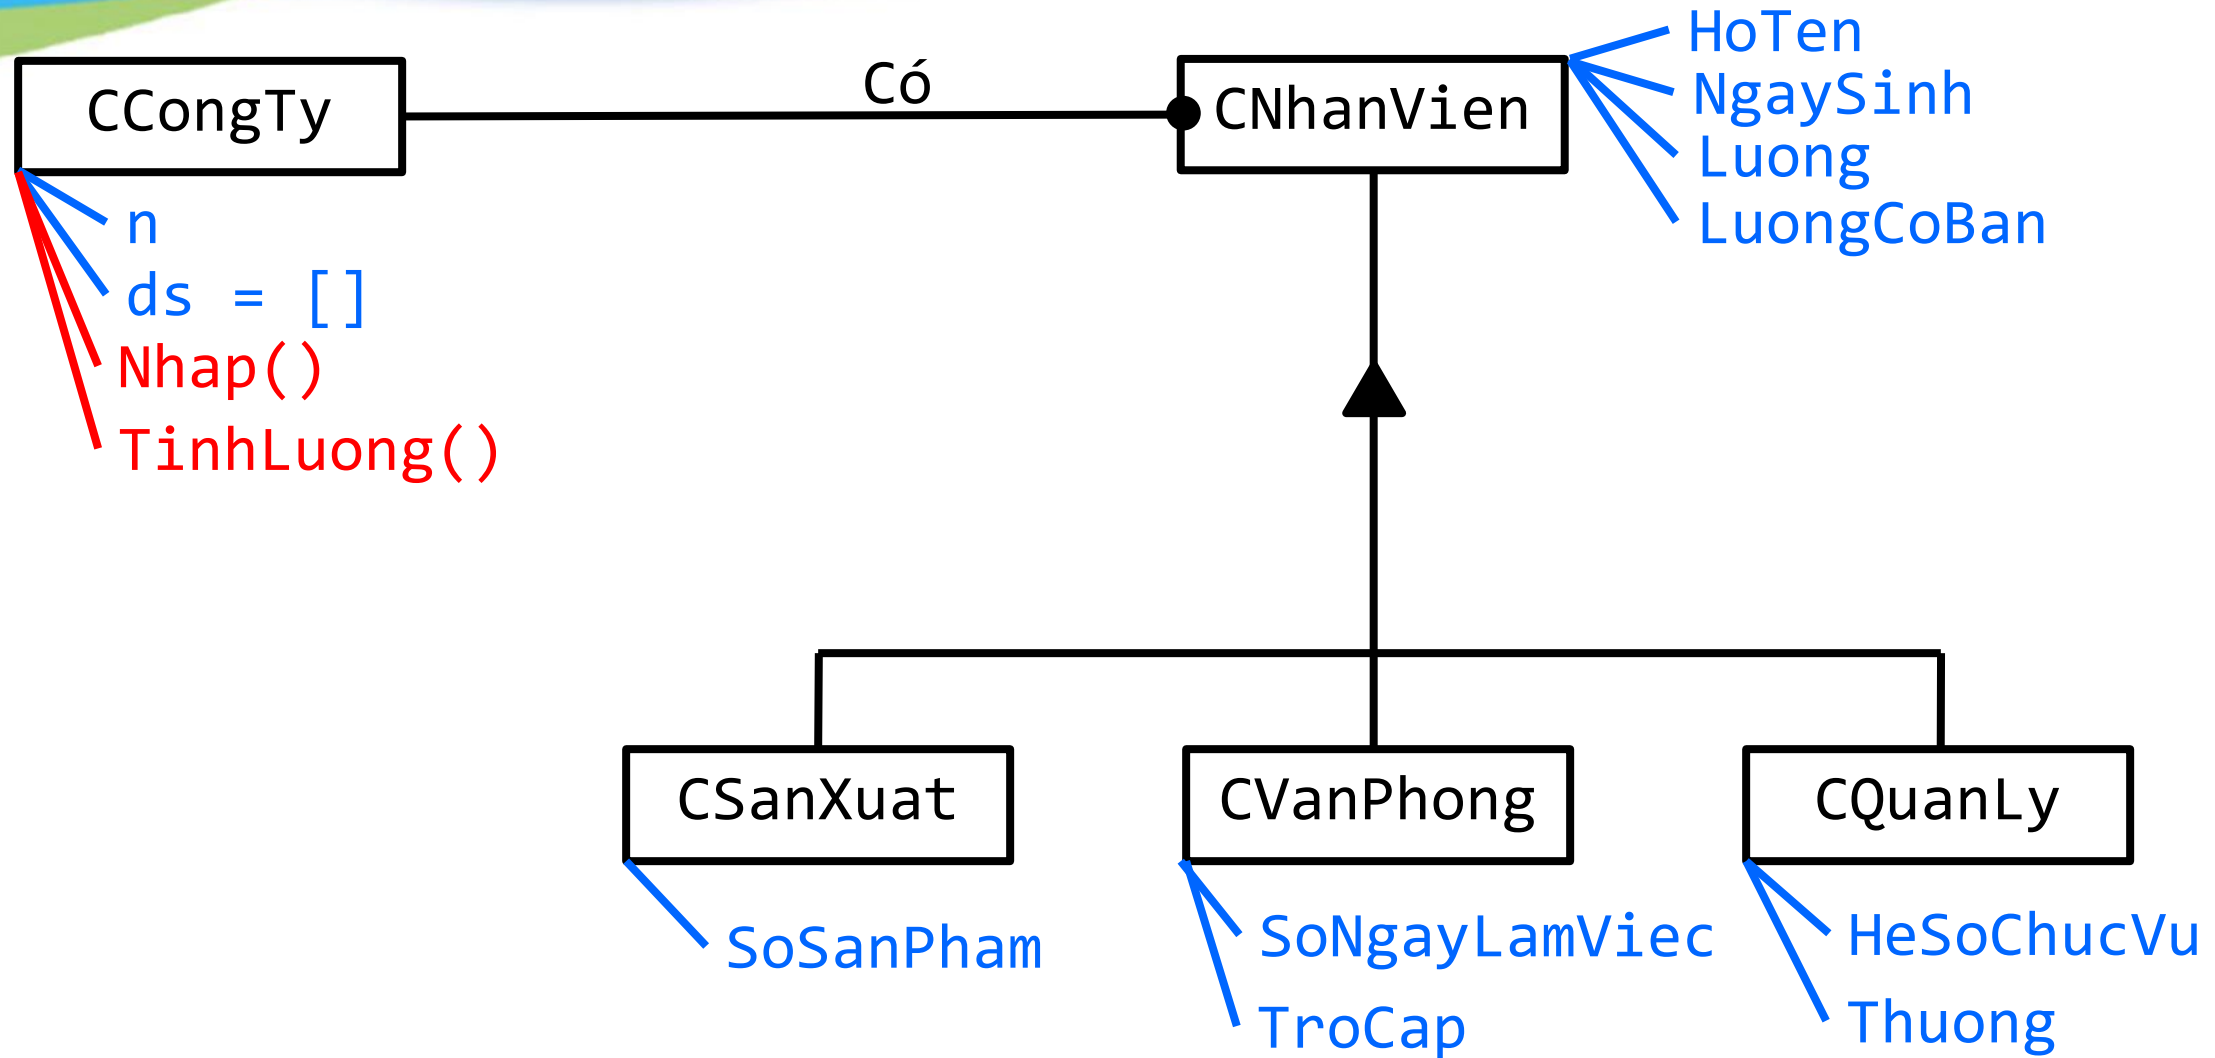 CCongTy
Có
CNhanVien
HoTen
NgaySinh
Luong
LuongCoBan
n
ds = []
Nhap()
TinhLuong()
CSanXuat
CVanPhong
CQuanLy
SoSanPham
SoNgayLamViec
TroCap
HeSoChucVu
Thuong